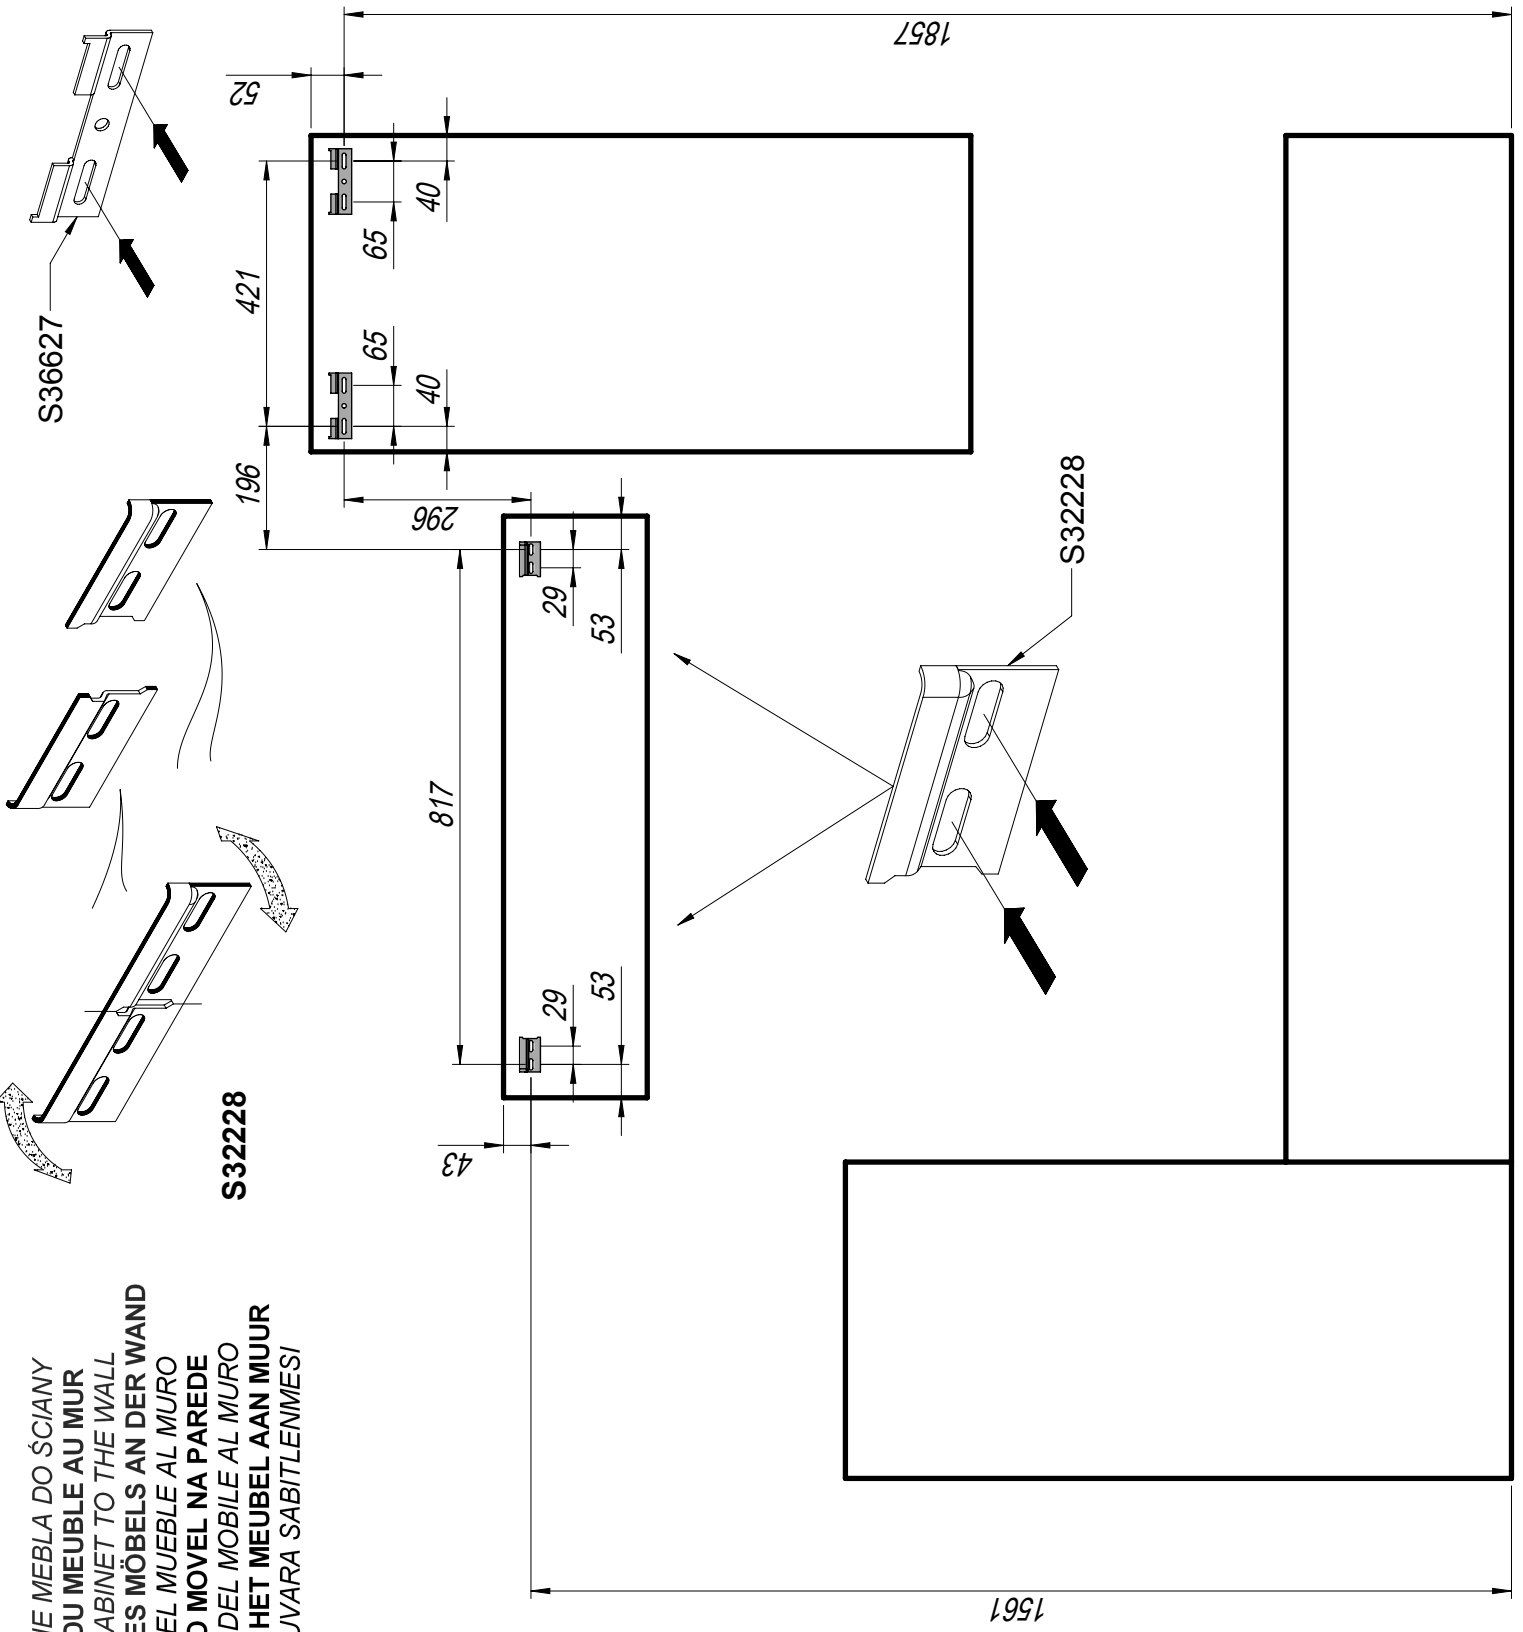 IE MEBLA DO ŚCIANY
DU MEUBLE AU MUR
ABINET TO THE WALL
ES MÖBELS AN DER WAND
EL MUEBLE AL MURO
O MOVEL NA PAREDE
DEL MOBILE AL MURO
HET MEUBEL AAN MUUR
UVARA SABITLENMESI
S32228
S36627
1857
52
421
196
40
65
65
40
296
817
29
53
29
53
43
S32228
1561